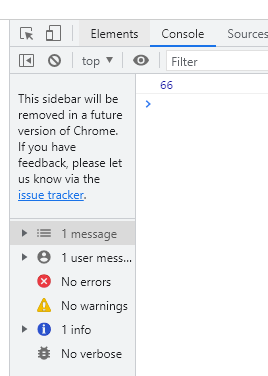 Elements Console Sources
top Filter
66
This sidebar will be
removed in a future
version of Chrome.
If you have
feedback, please let
us know via the
issue tracker.
1 message
1 user mess...
No errors
No warnings
1 info
No verbose